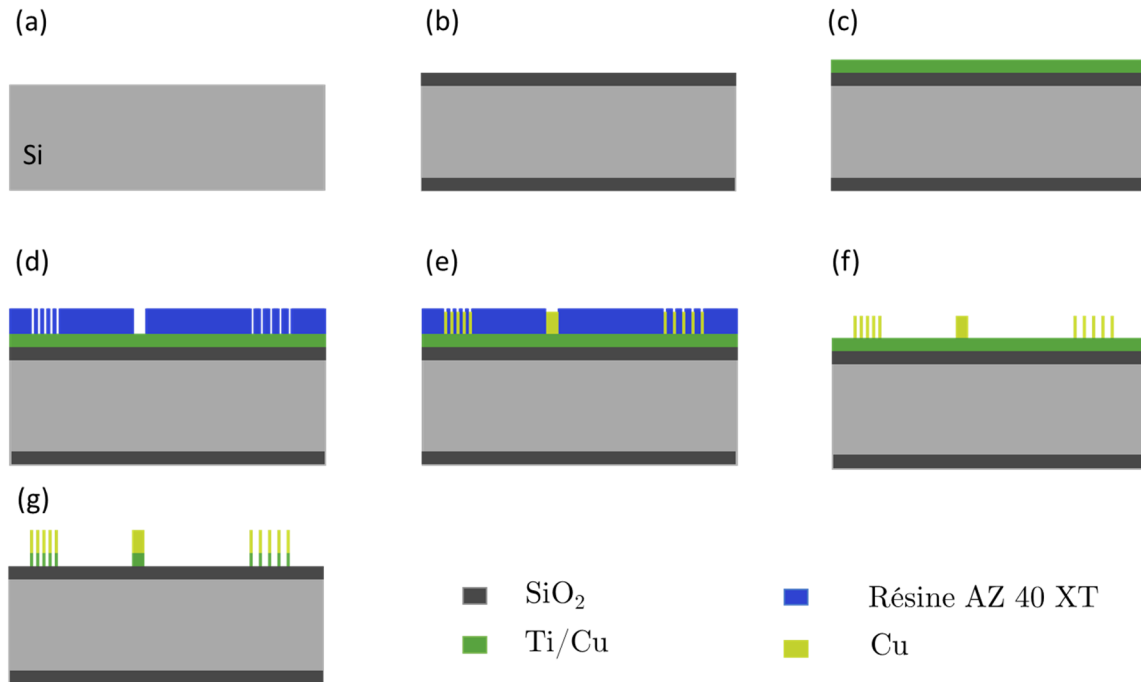 (a)
(b)
(c)
Si
(d)
(e)
(f)
(g)
SiO₂
Résine AZ 40 XT
Ti/Cu
Cu